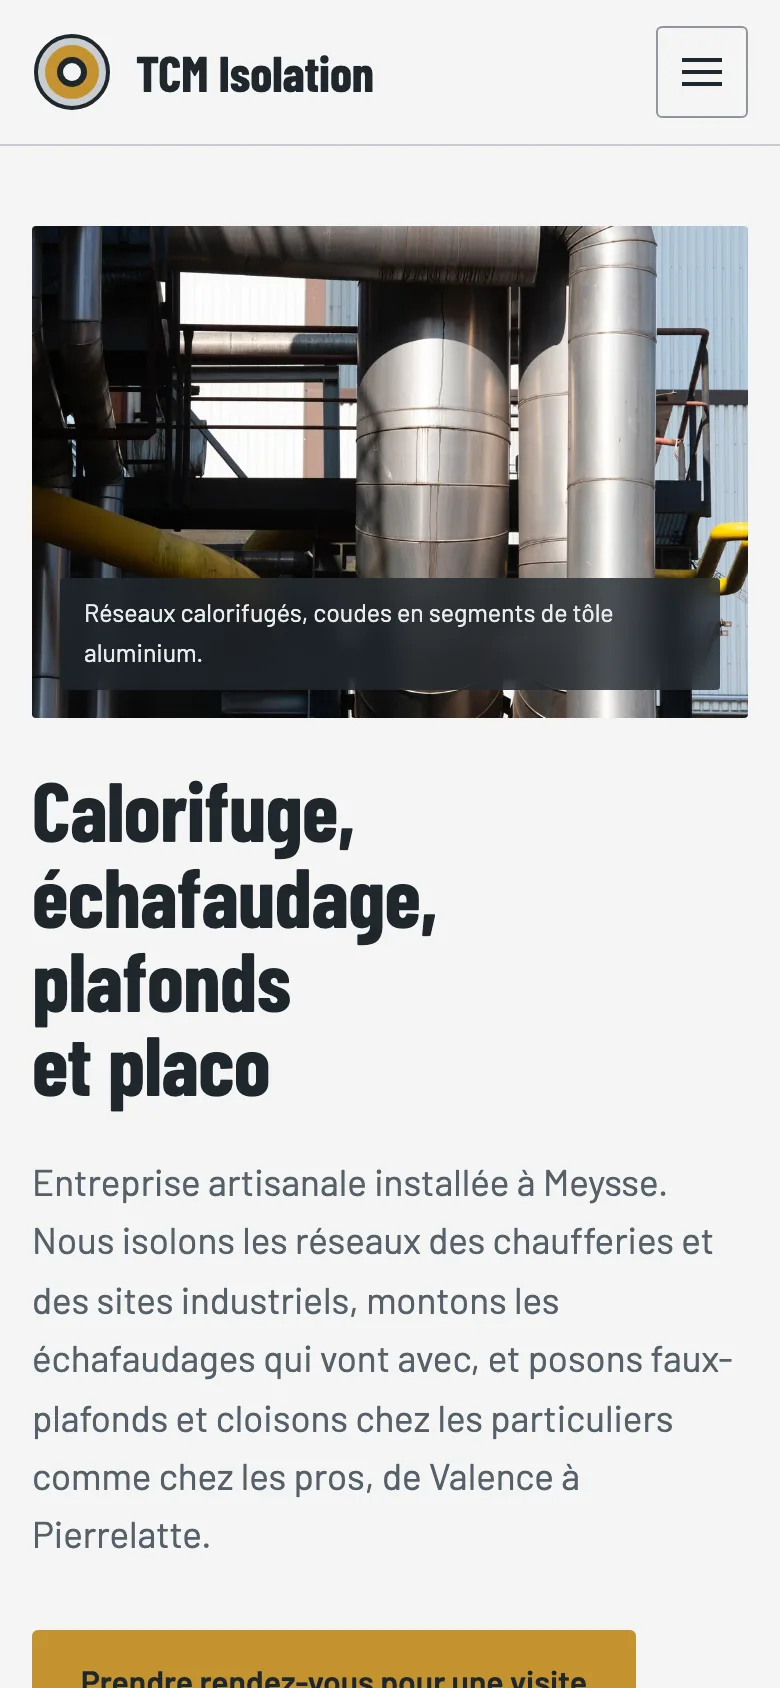 TCM Isolation
Réseaux calorifugés, coudes en segments de tôle
aluminium.
Calorifuge,
échafaudage,
plafonds
et placo
Entreprise artisanale installée à Meysse.
Nous isolons les réseaux des chaufferies et
des sites industriels, montons les
échafaudages qui vont avec, et posons faux-
plafonds et cloisons chez les particuliers
comme chez les pros, de Valence à
Pierrelatte.
Prendre rendez-vous pour une visite